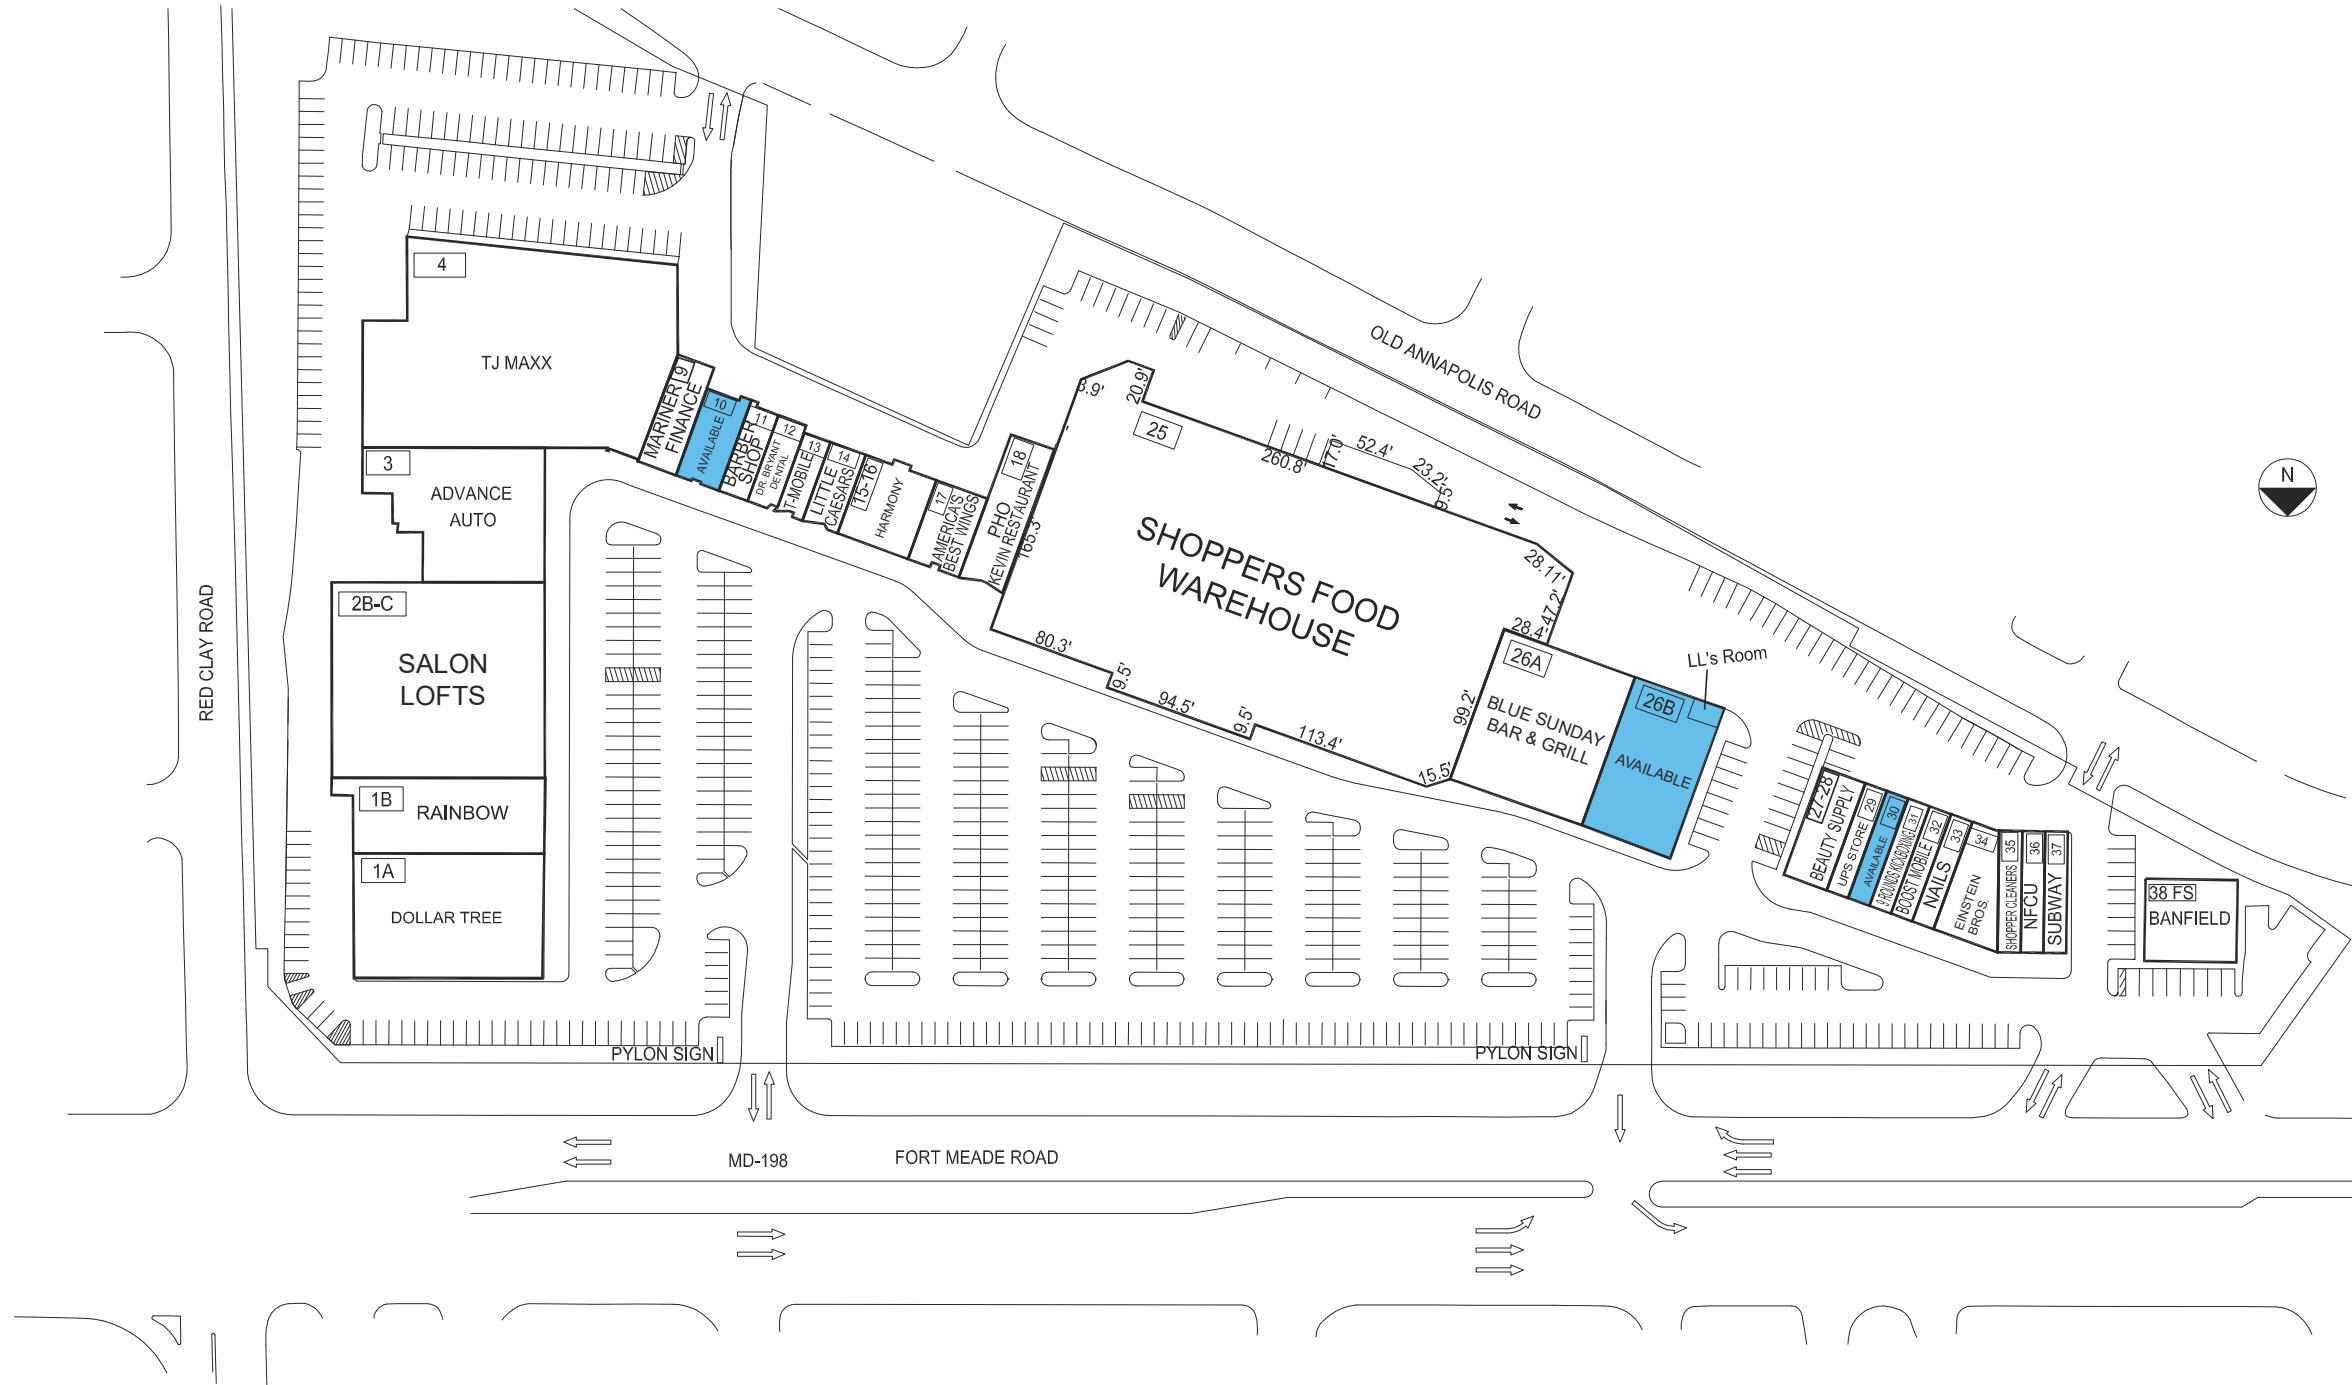 4
TJ MAXX
3
ADVANCE
AUTO
2B-C
SALON
LOFTS
1B
RAINBOW
1A
DOLLAR TREE
RED CLAY ROAD
9
MARINER
FINANCE
10
AVAILABLE
11
BARBER
SHOP
12
DR. BRYANT
DENTAL
13
T-MOBILE
14
LITTLE
CAESARS
15-16
HARMONY
17
AMERICA'S
BEST WINGS
18
PHO
KEVIN RESTAURANT
165.3'
20.9'
25
260.8'
17.0'
52.4'
23.2'
9.5'
28.11'
47.2'
28.4'
SHOPPERS FOOD
WAREHOUSE
80.3'
9.5'
94.5'
9.5'
113.4'
15.5'
99.2'
OLD ANNAPOLIS ROAD
N
26A
BLUE SUNDAY
BAR & GRILL
26B
AVAILABLE
LL's Room
27-28
BEAUTY SUPPLY
29
UPS STORE
30
AVAILABLE
31
9 ROUNDS KICKBOXING
32
BOOST MOBILE
33
NAILS
34
EINSTEIN
BROS.
35
SHOPPER CLEANERS
36
NFCU
37
SUBWAY
38 FS
BANFIELD
PYLON SIGN
PYLON SIGN
MD-198
FORT MEADE ROAD